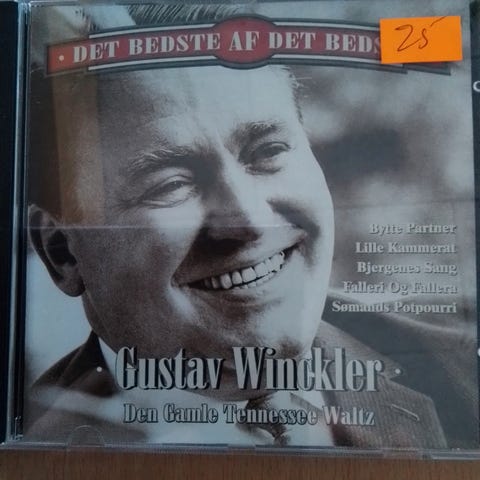 · DET BEDSTE AF DET BEDS
25
Bytte Partner
Lille Kammerat
Bjergenes Sang
Falleri Og Fallera
Sømands Potpourri
· Gustav Winckler ·
Den Gamle Tennessee Waltz